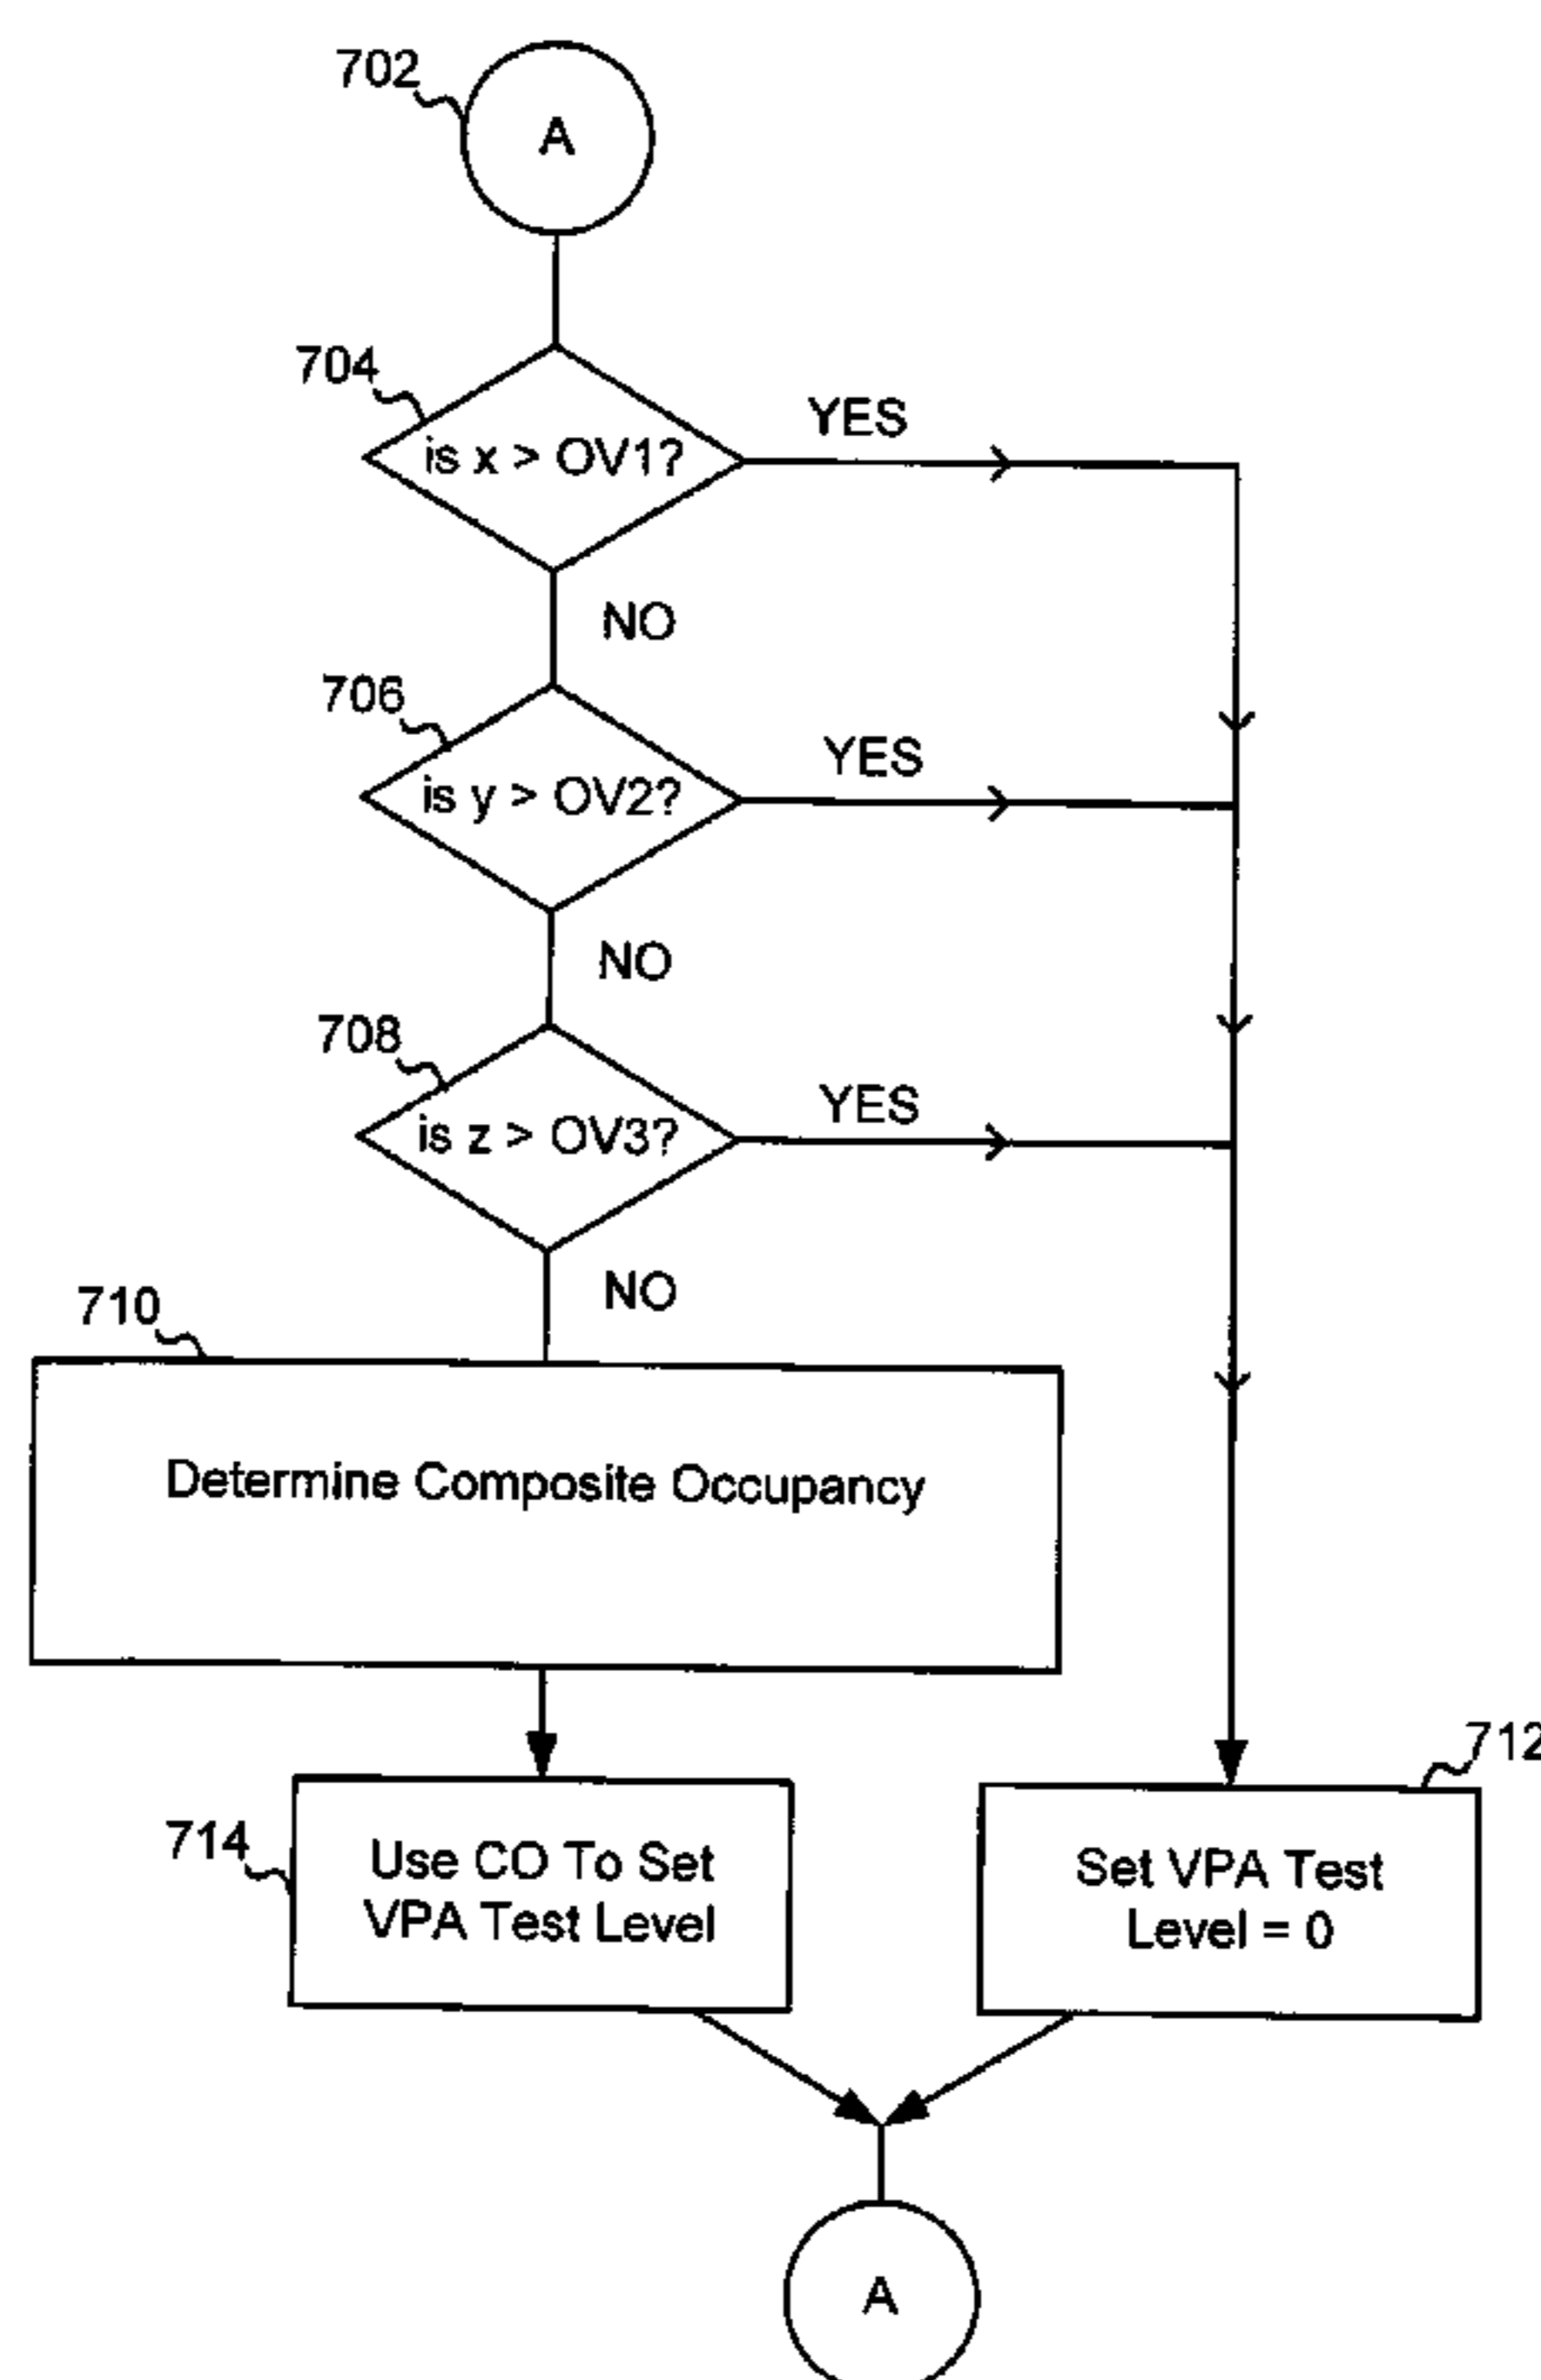 702
A
704
is x > OV1?
YES
NO
706
is y > OV2?
YES
NO
708
is z > OV3?
YES
NO
710
Determine Composite Occupancy
712
714
Use CO To Set
VPA Test Level
Set VPA Test
Level = 0
A